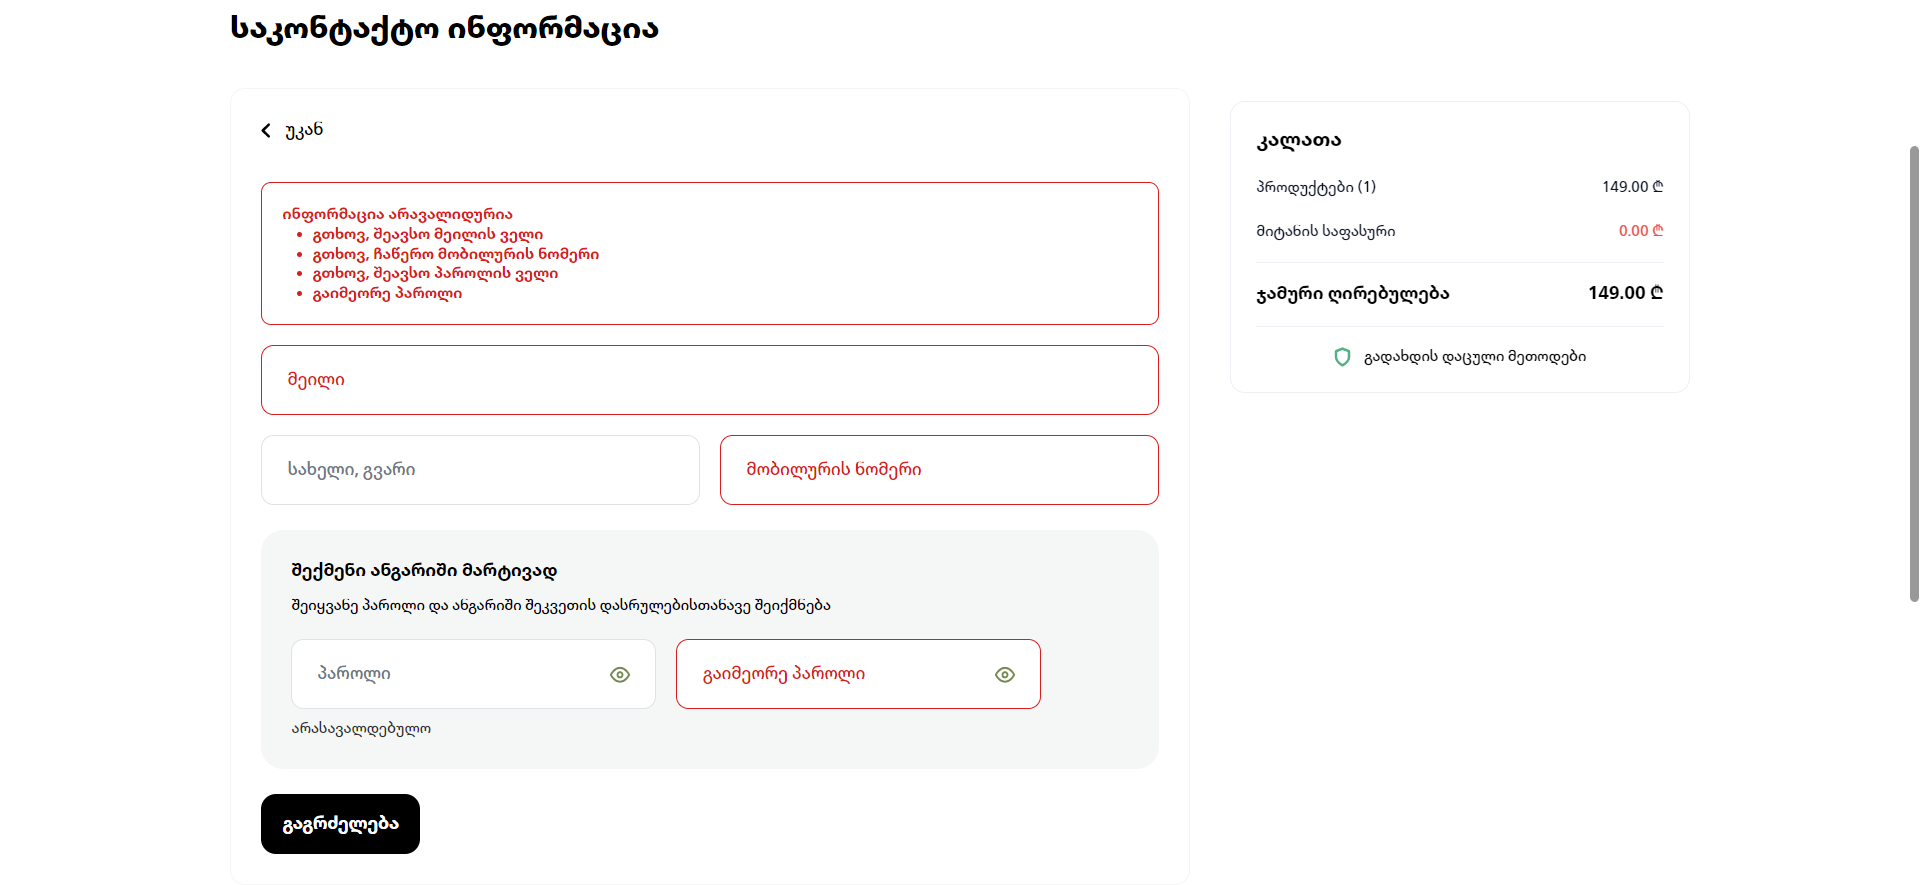 საკონტაქტო ინფორმაცია
უკან
ინფორმაცია არავალიდურია
გთხოვ, შეავსო მეილის ველი
გთხოვ, ჩაწერო მობილურის ნომერი
გთხოვ, შეავსო პაროლის ველი
გაიმეორე პაროლი
მეილი
სახელი, გვარი
მობილურის ნომერი
შექმენი ანგარიში მარტივად
შეიყვანე პაროლი და ანგარიში შეკვეთის დასრულებისთანავე შეიქმნება
პაროლი
გაიმეორე პაროლი
არასავალდებულო
გაგრძელება
კალათა
პროდუქტები (1) 149.00 ₾
მიტანის საფასური 0.00 ₾
ჯამური ღირებულება 149.00 ₾
გადახდის დაცული მეთოდები